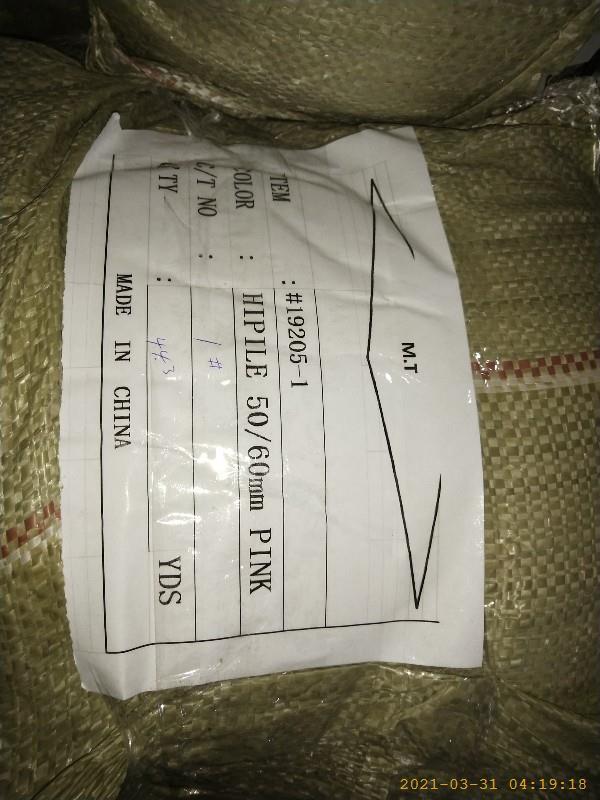 M.T
TEM : #19205-1
COLOR : HIPILE 50/60mm PINK
C/T NO : 1#
TY : 443 YDS
MADE IN CHINA
2021-03-31 04:19:18